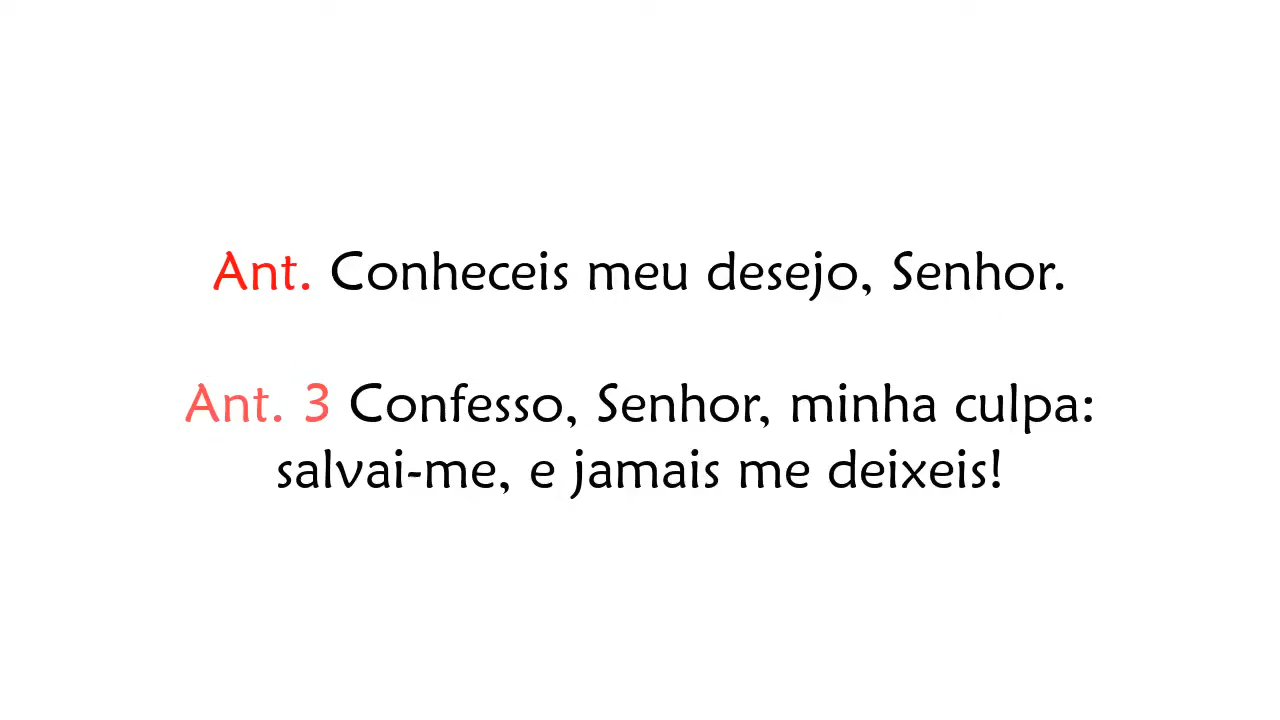 Ant. Conheceis meu desejo, Senhor.
Ant. 3 Confesso, Senhor, minha culpa:
salvai-me, e jamais me deixeis!